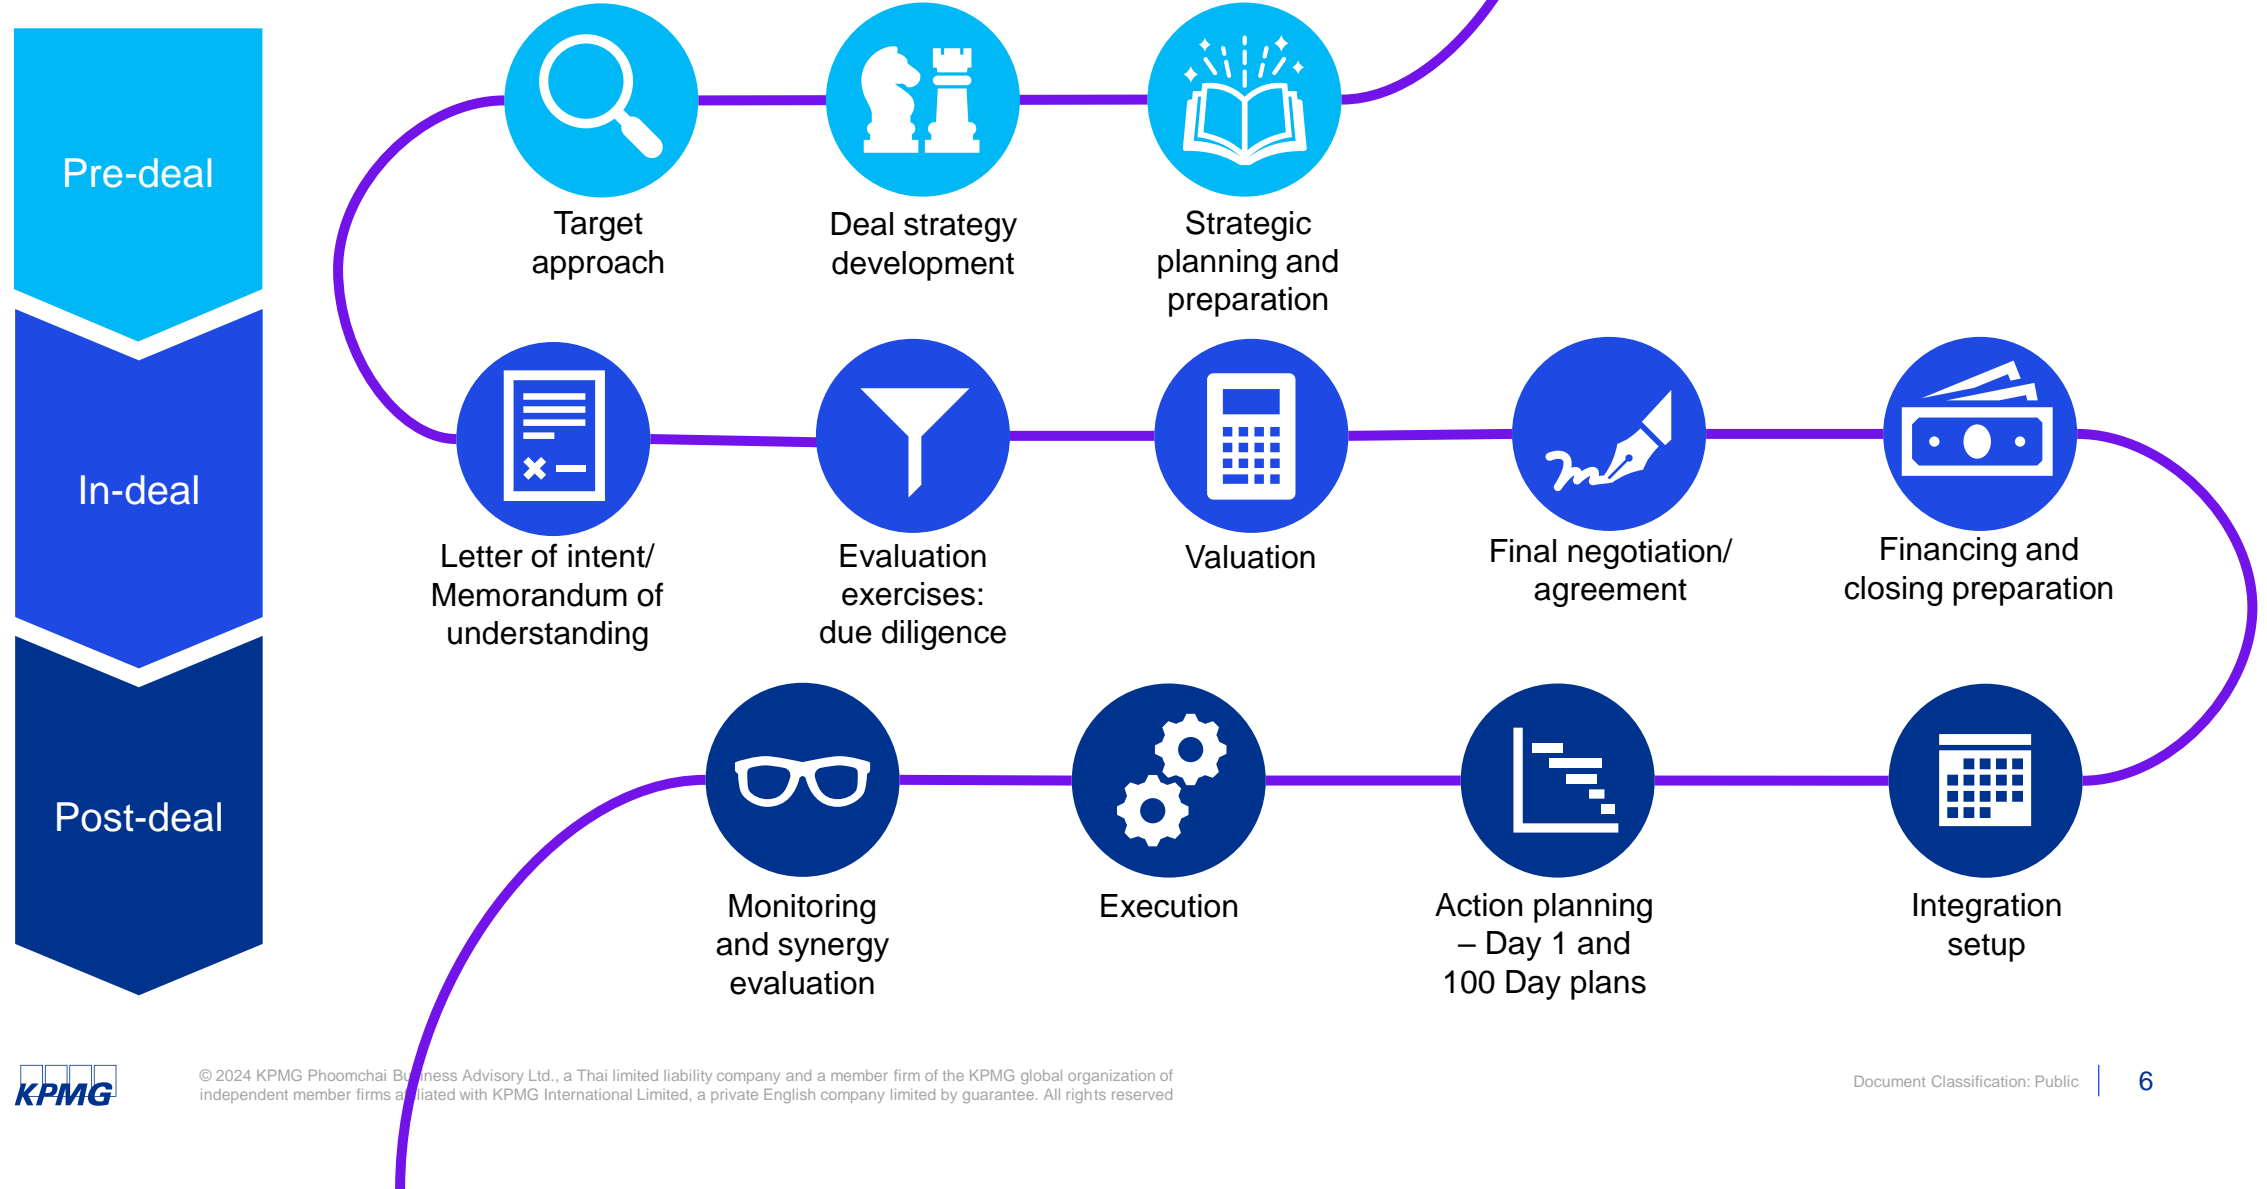 Pre-deal
Target
approach
Deal strategy
development
Strategic
planning and
preparation
In-deal
Letter of intent/
Memorandum of
understanding
Evaluation
exercises:
due diligence
Valuation
Final negotiation/
agreement
Financing and
closing preparation
Post-deal
Monitoring
and synergy
evaluation
Execution
Action planning
– Day 1 and
100 Day plans
Integration
setup
KPMG
© 2024 KPMG Phoomchai Business Advisory Ltd., a Thai limited liability company and a member firm of the KPMG global organization of
independent member firms affiliated with KPMG International Limited, a private English company limited by guarantee. All rights reserved
Document Classification: Public
6